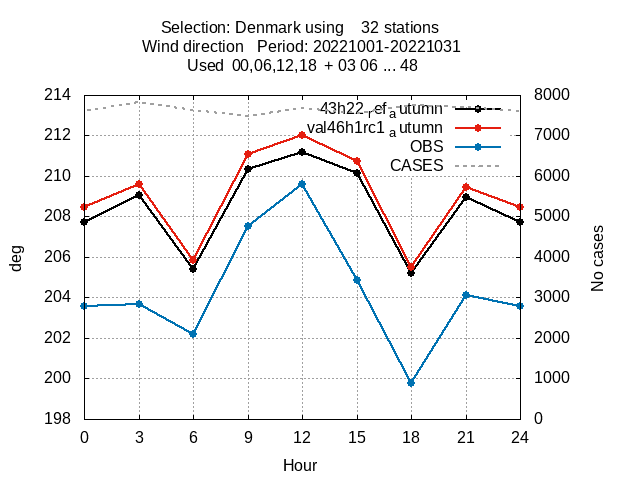 Selection: Denmark using    32 stations
Wind direction   Period: 20221001-20221031
Used  00,06,12,18  + 03 06 ... 48
43h22_ref_autumn
val46h1rc1_autumn
OBS
CASES
214
212
210
208
206
204
202
200
198
8000
7000
6000
5000
4000
3000
2000
1000
0
deg
No cases
0 3 6 9 12 15 18 21 24
Hour